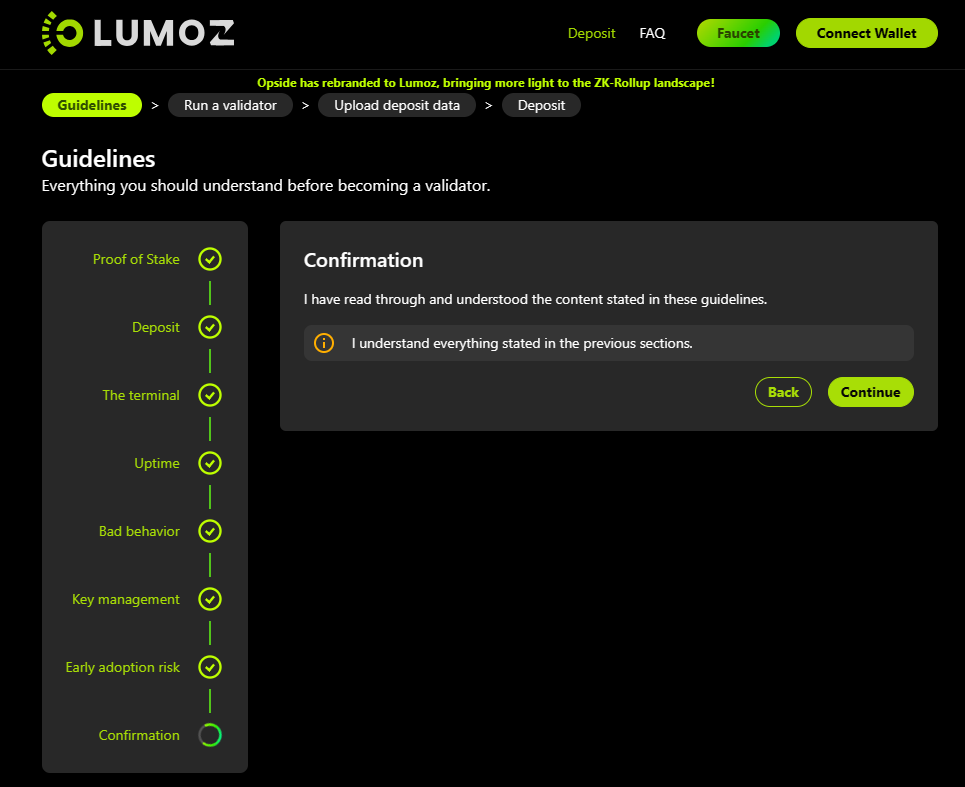 LUMOZ
Deposit FAQ Faucet Connect Wallet
Opside has rebranded to Lumoz, bringing more light to the ZK-Rollup landscape!
Guidelines > Run a validator > Upload deposit data > Deposit
Guidelines
Everything you should understand before becoming a validator.
Proof of Stake
Deposit
The terminal
Uptime
Bad behavior
Key management
Early adoption risk
Confirmation
Confirmation
I have read through and understood the content stated in these guidelines.
I understand everything stated in the previous sections.
Back Continue